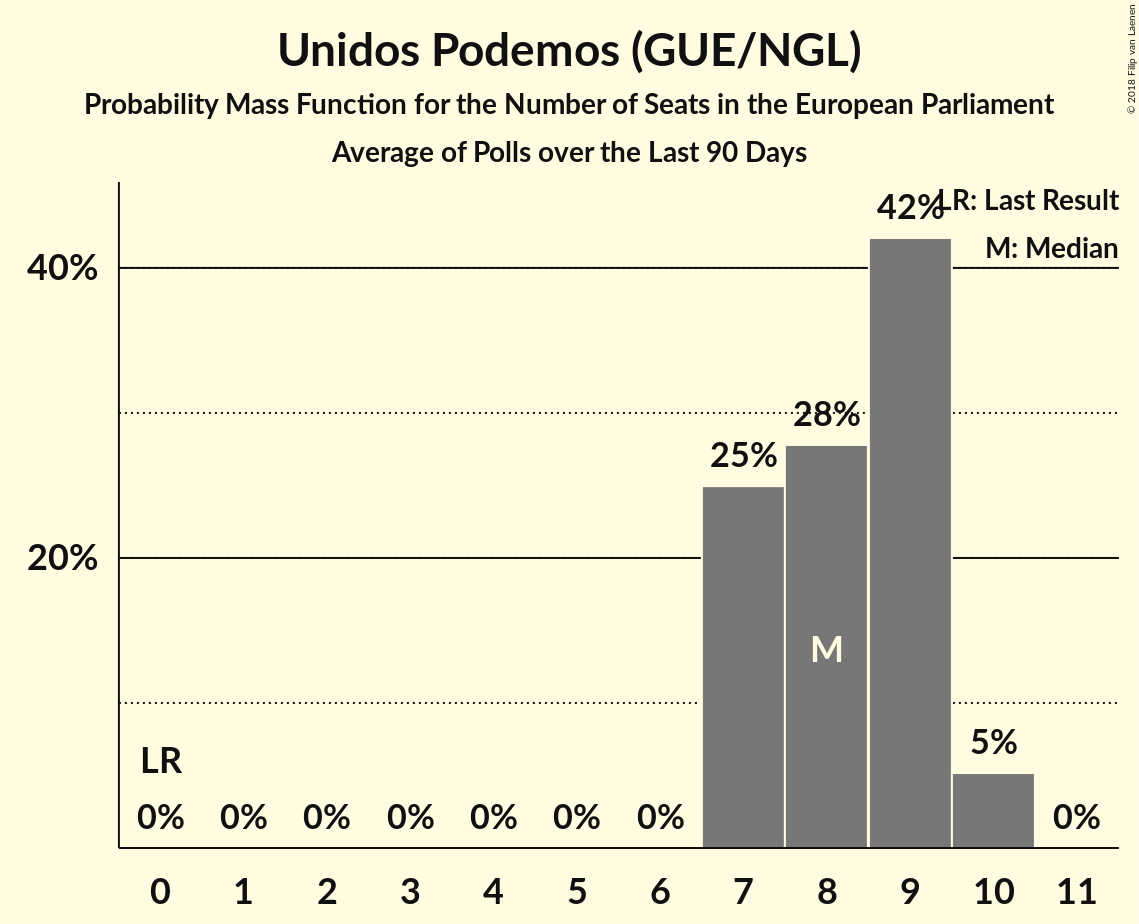 Unidos Podemos (GUE/NGL)
Probability Mass Function for the Number of Seats in the European Parliament
Average of Polls over the Last 90 Days
© 2018 Filip van Laenen
LR: Last Result
M: Median
42%
40%
28%
25%
20%
M
5%
LR
0% 0% 0% 0% 0% 0% 0% 0%
0 1 2 3 4 5 6 7 8 9 10 11